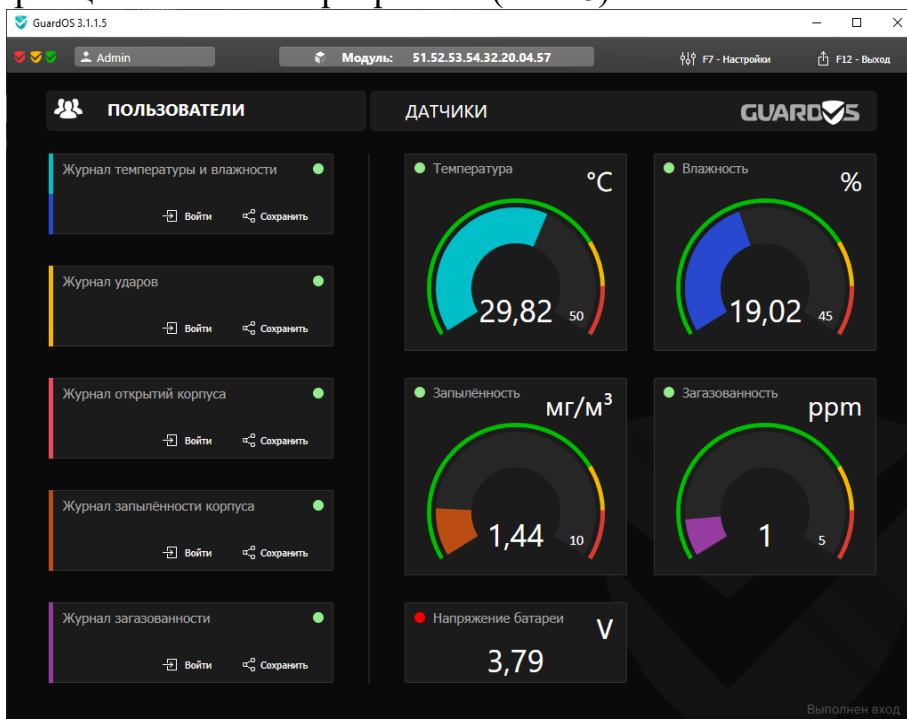 GuardOS 3.1.1.5
Admin
Модуль: 51.52.53.54.32.20.04.57
F7 - Настройки
F12 - Выход
ПОЛЬЗОВАТЕЛИ
ДАТЧИКИ
GUARDOS
Журнал температуры и влажности
Войти Сохранить
Журнал ударов
Войти Сохранить
Журнал открытий корпуса
Войти Сохранить
Журнал запылённости корпуса
Войти Сохранить
Журнал загазованности
Войти Сохранить
Температура
°C
29,82
50
Влажность
%
19,02
45
Запылённость
мг/м³
1,44
10
Загазованность
ppm
1
5
Напряжение батареи
V
3,79
Выполнен вход